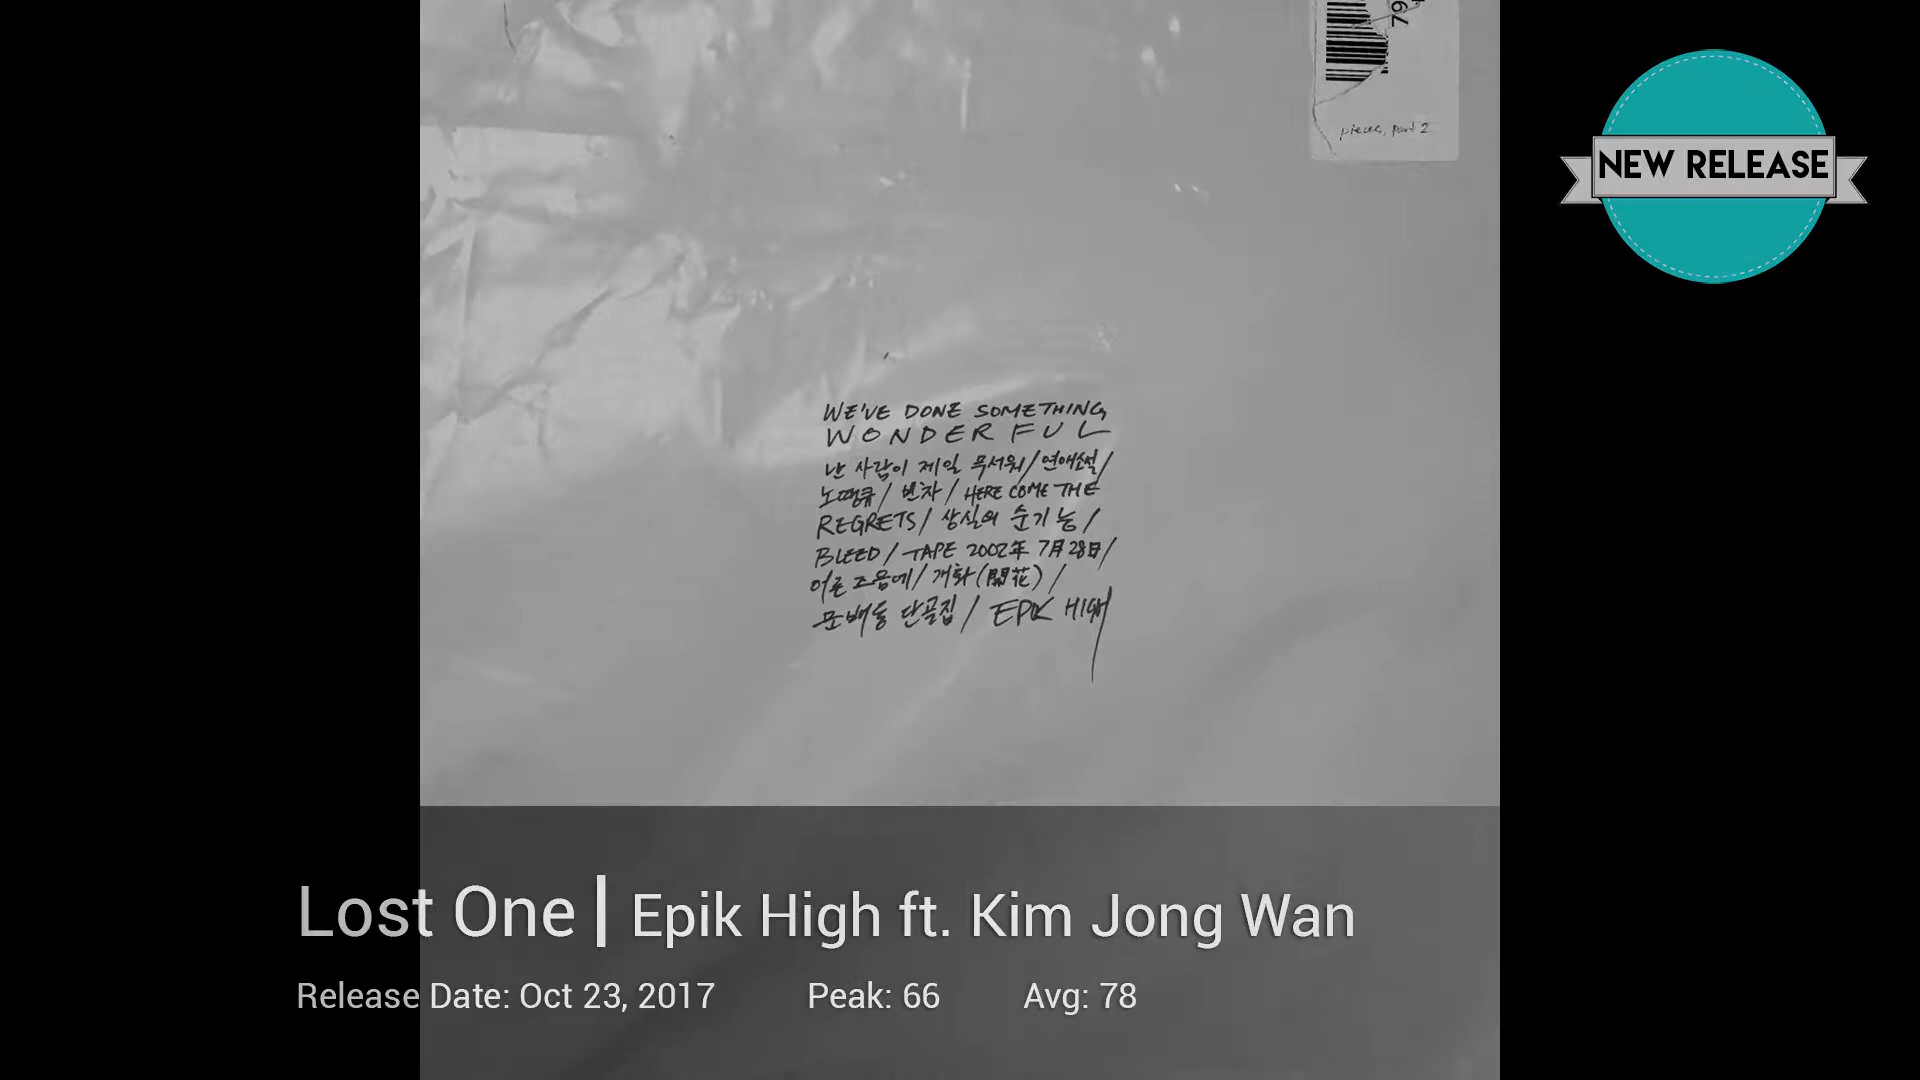 pieces, part 2
NEW RELEASE
WE'VE DONE SOMETHING
WONDERFUL
난 사람이 제일 무서워/연애소설/
노땡큐/빈차/HERE COME THE
REGRETS/상실의 순기능/
BLEED/TAPE 2002年 7月28日/
어른 즈음에/개화(開花)/
문배동 단골집/EPIK HIGH
Lost One | Epik High ft. Kim Jong Wan
Release Date: Oct 23, 2017 Peak: 66 Avg: 78